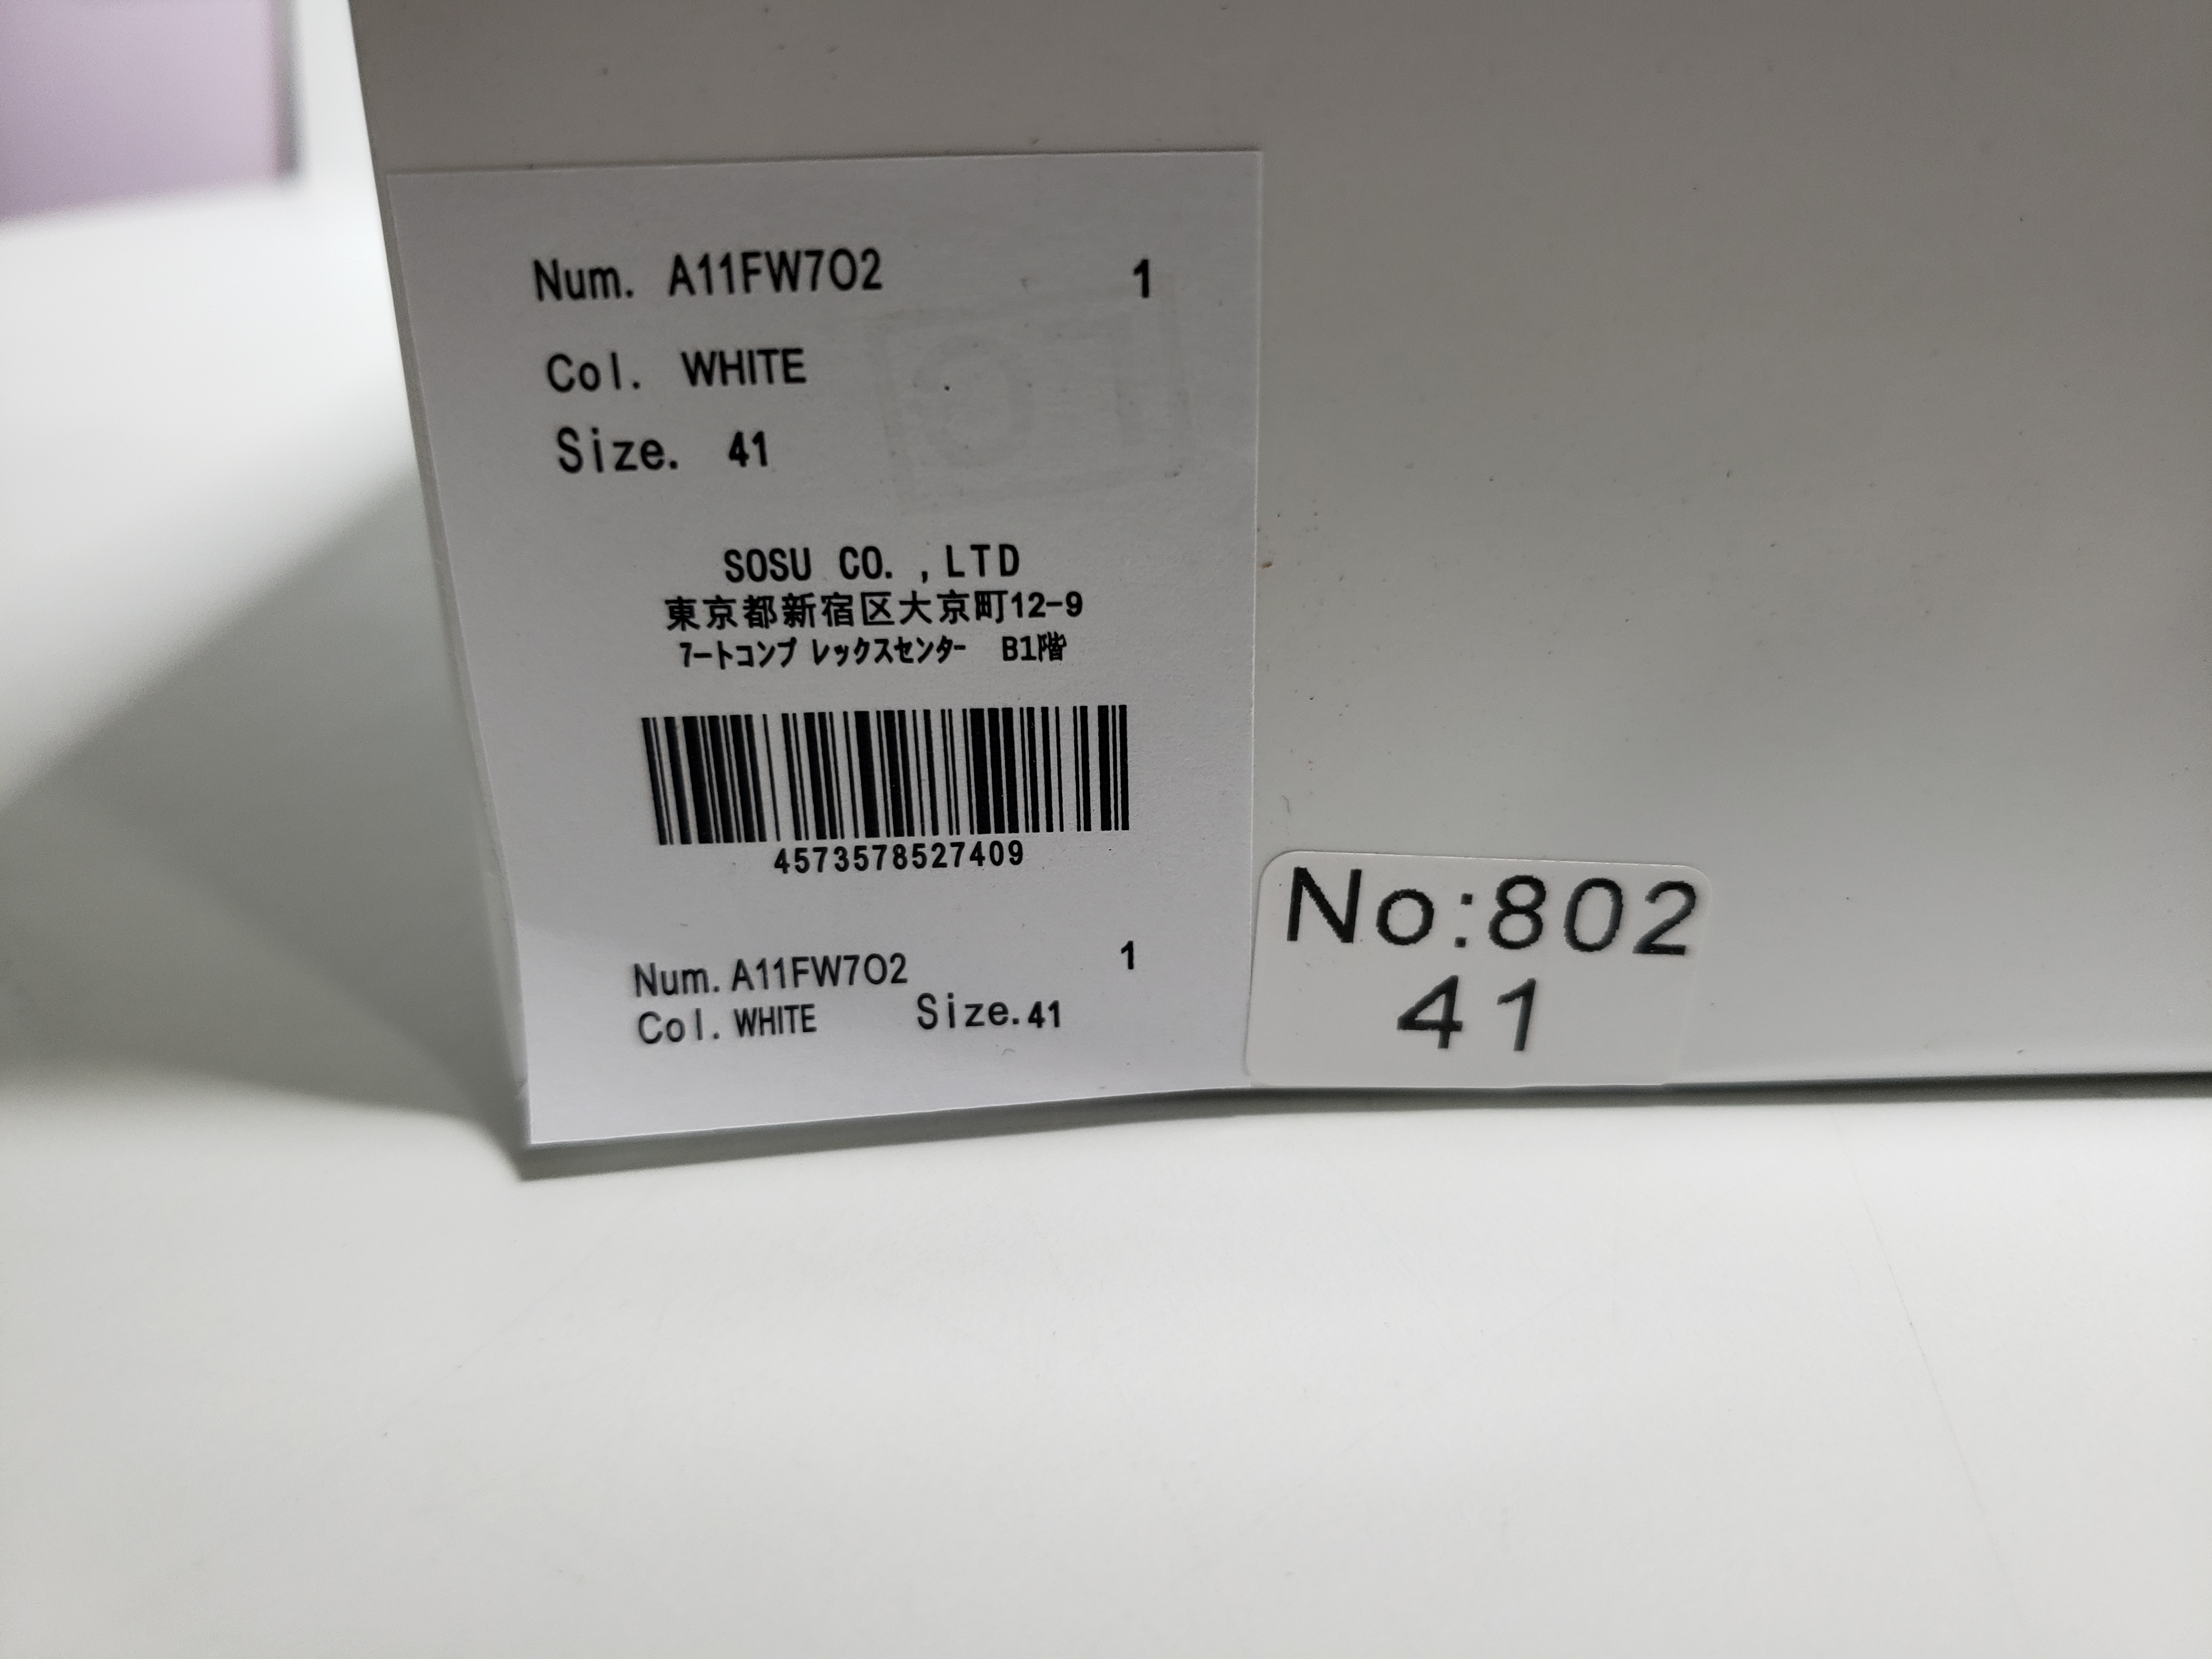 Num. A11FW7O2 1
Col. WHITE
Size. 41
SOSU CO. ,LTD
東京都新宿区大京町12-9
ｱートコンプ レックスセンター B1階
4573578527409
Num. A11FW7O2 1
Col. WHITE Size. 41
No:802
41